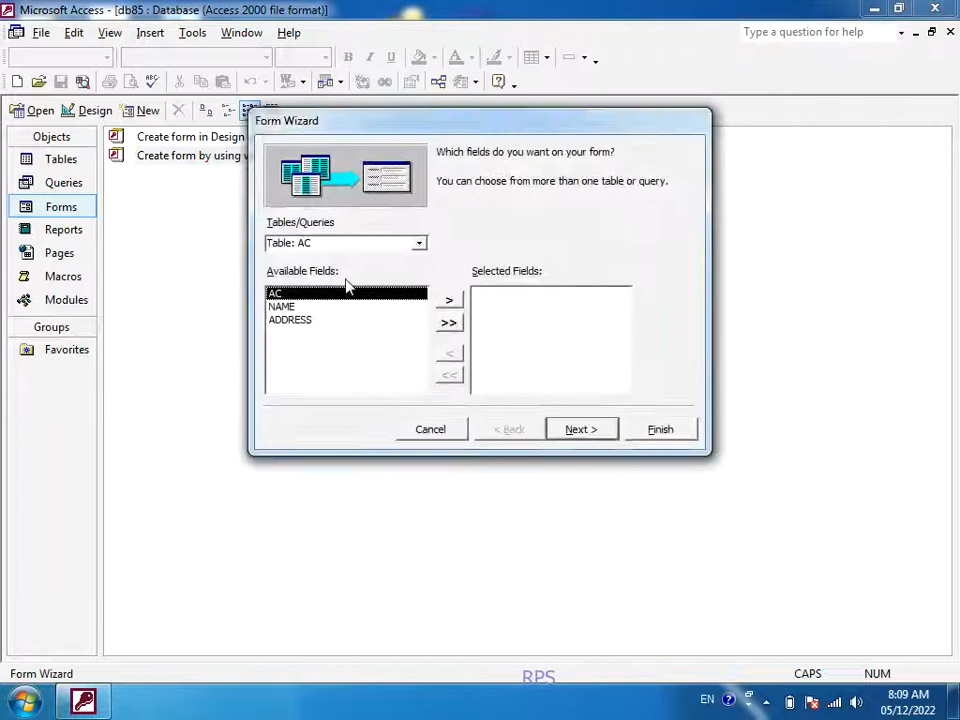 Microsoft Access - [db85 : Database (Access 2000 file format)]
File Edit View Insert Tools Window Help
Type a question for help
Open Design New
Objects
Tables
Queries
Forms
Reports
Pages
Macros
Modules
Groups
Favorites
Create form in Design
Create form by using
Form Wizard
Which fields do you want on your form?
You can choose from more than one table or query.
Tables/Queries
Table: AC
Available Fields:
AC
NAME
ADDRESS
>
>>
<
<<
Selected Fields:
Cancel < Back Next > Finish
Form Wizard
RPS
CAPS NUM
EN
8:09 AM
05/12/2022